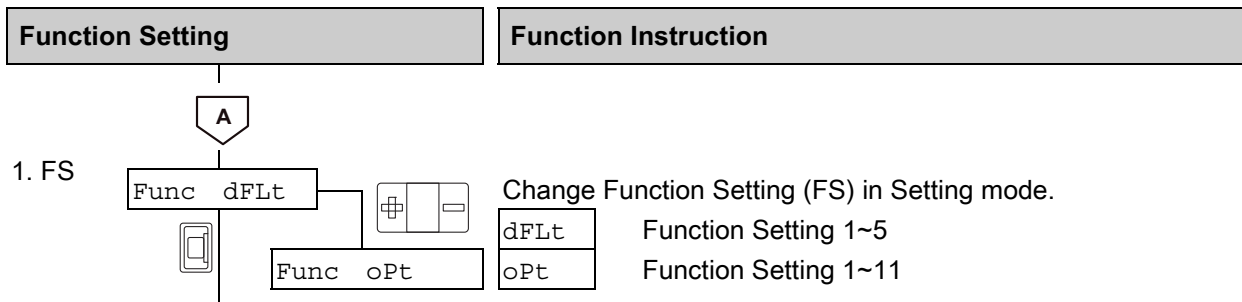 Function Setting
Function Instruction
A
1. FS
Func dFLt
Change Function Setting (FS) in Setting mode.
dFLt Function Setting 1~5
Func oPt
oPt Function Setting 1~11